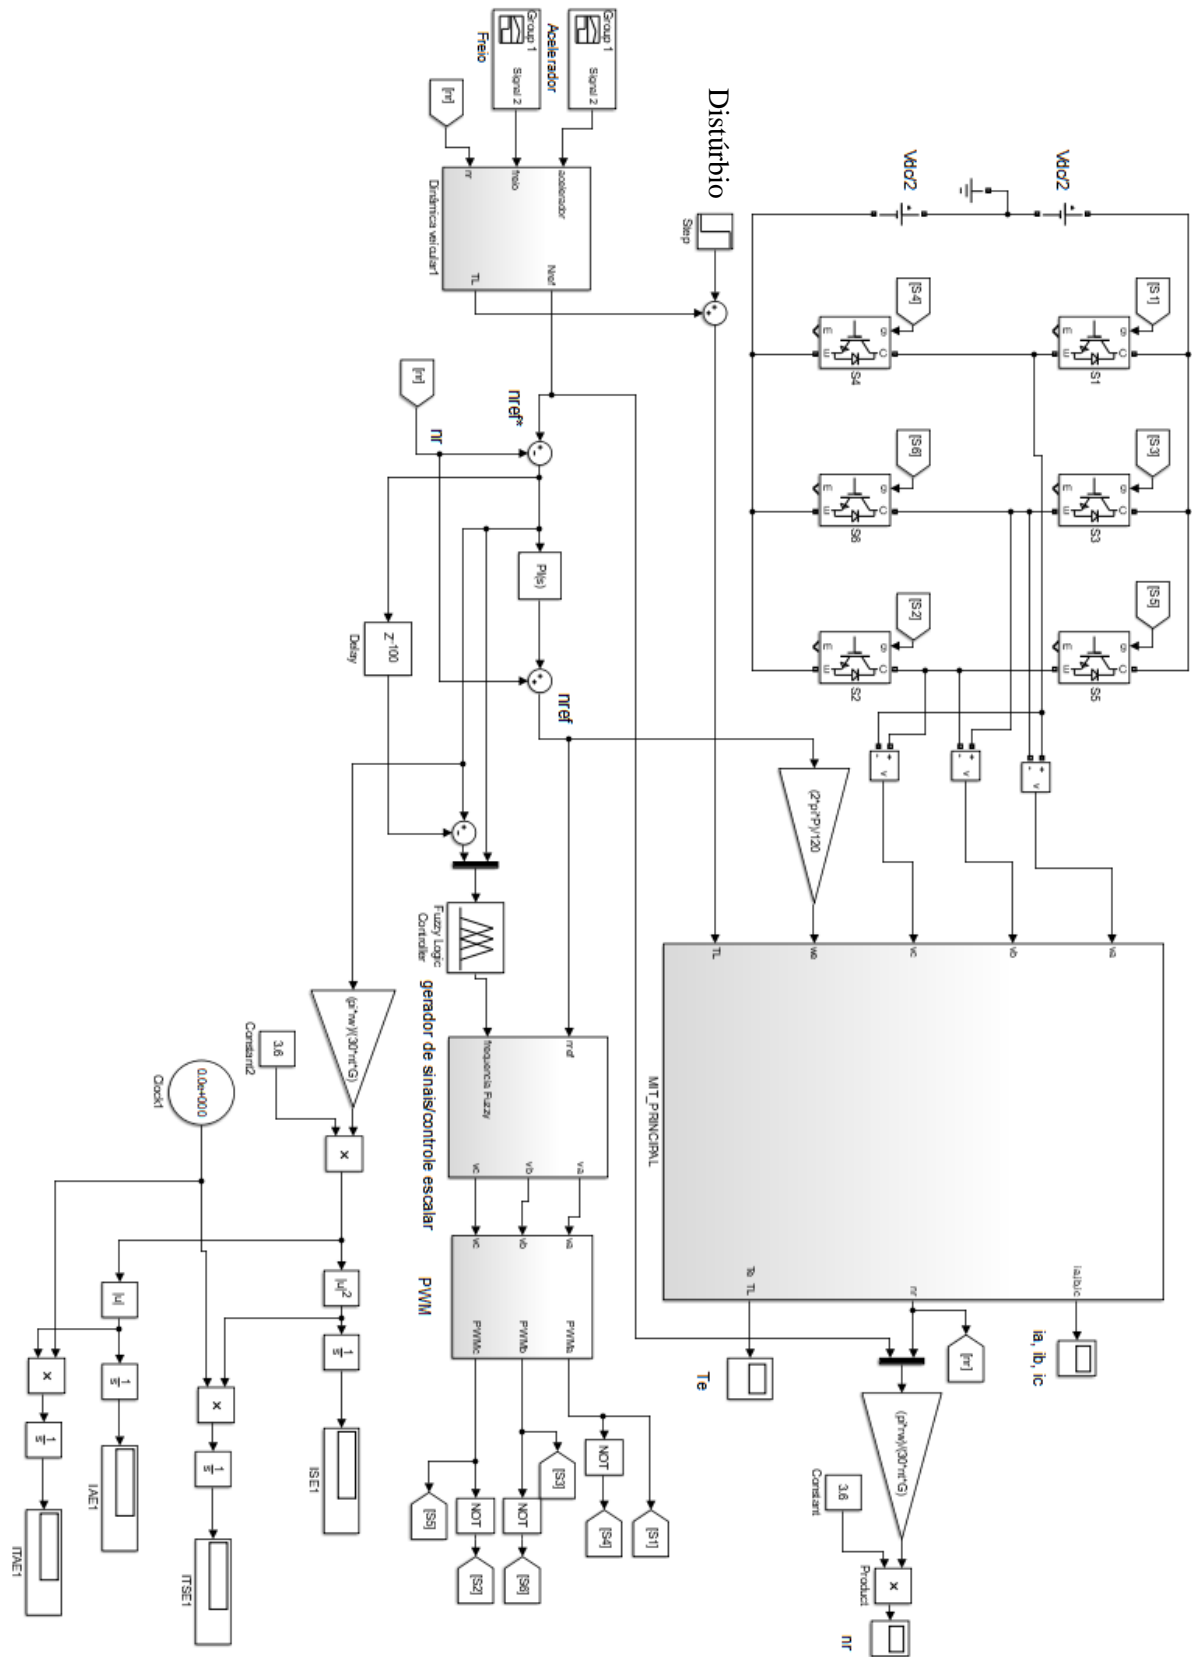 Vdc/2
Vdc/2
[S1]
g
C
m
E
S1
[S3]
g
C
m
E
S3
[S5]
g
C
m
E
S5
[S4]
g
C
m
E
S4
[S6]
g
C
m
E
S6
[S2]
g
C
m
E
S2
+
-
v
+
-
v
+
-
v
va
vb
vc
we
TL
ia,ib,ic
nr
Te TL
MIT_PRINCIPAL
ia, ib, ic
[nr]
(pi*rw)/(30*nt*G)
3.6
Constant
×
Product
nr
Te
(2*pi*P)/120
Distúrbio
Step
Group 1
Signal 2
Acelerador
Group 1
Signal 2
Freio
[nr]
acelerador
freio
nr
Nref
TL
Dinâmica veicular1
nref*
[nr]
nr
PI(s)
nref
Z-100
Delay
Fuzzy Logic
Controller
nref
frequencia Fuzzy
va
vb
vc
gerador de sinais/controle escalar
va
vb
vc
PWMa
PWMb
PWMc
PWM
[S1]
NOT
[S4]
[S3]
NOT
[S6]
NOT
[S2]
[S5]
(pi*rw)/(30*nt*G)
3.6
Constant2
×
0.0e+000
Clock1
|u|2
1
s
ISE1
×
1
s
ITSE1
|u|
1
s
IAE1
×
1
s
ITAE1